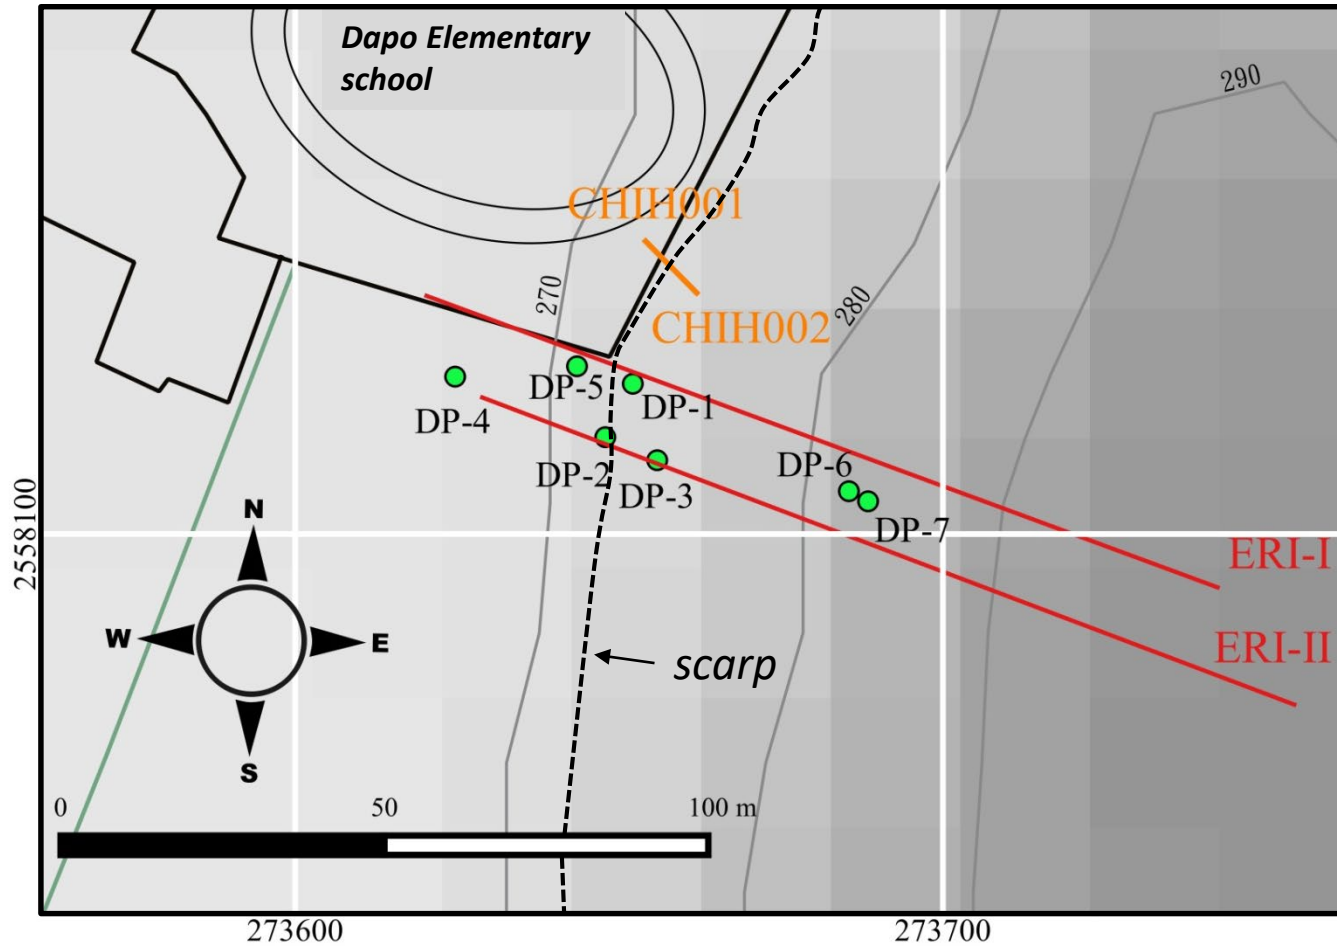 Dapo Elementary
school
290
CHIH001
270
280
CHIH002
DP-5
DP-1
DP-4
DP-6
DP-2
DP-3
DP-7
2558100
N
ERI-I
W
E
ERI-II
scarp
S
0 50 100 m
273600 273700